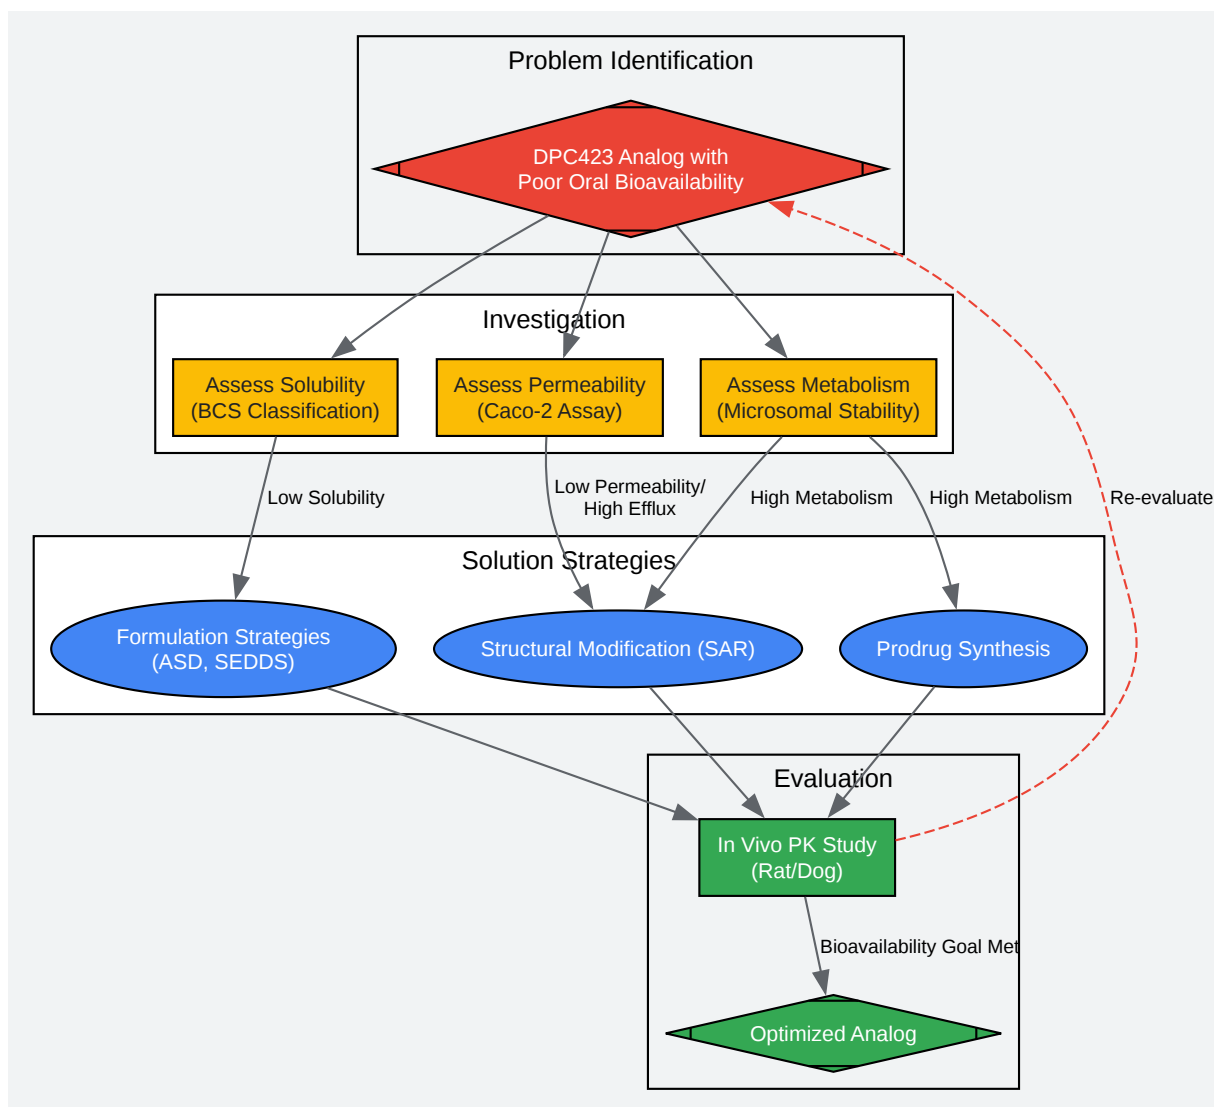 Problem Identification
DPC423 Analog with
Poor Oral Bioavailability
Investigation
Assess Solubility
(BCS Classification)
Assess Permeability
(Caco-2 Assay)
Assess Metabolism
(Microsomal Stability)
Low Solubility
Low Permeability/
High Efflux
High Metabolism
High Metabolism
Re-evaluate
Solution Strategies
Formulation Strategies
(ASD, SEDDS)
Structural Modification (SAR)
Prodrug Synthesis
Evaluation
In Vivo PK Study
(Rat/Dog)
Bioavailability Goal Met
Optimized Analog